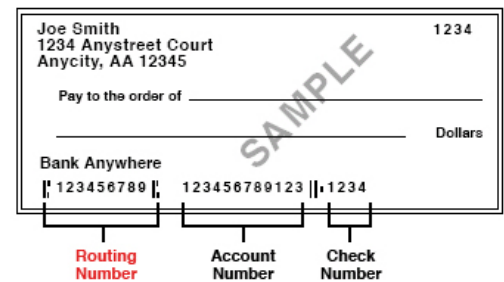 Joe Smith 1234
1234 Anystreet Court
Anycity, AA 12345
SAMPLE
Pay to the order of
Dollars
Bank Anywhere
123456789 123456789123 1234
Routing Account Check
Number Number Number